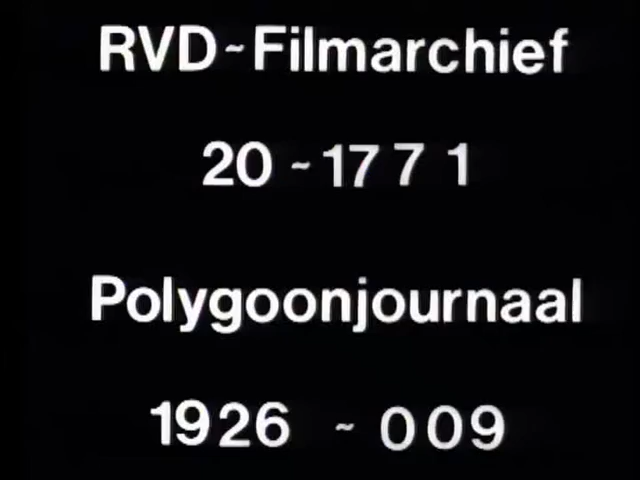 RVD~Filmarchief
20 ~ 1771
Polygoonjournaal
1926 ~ 009